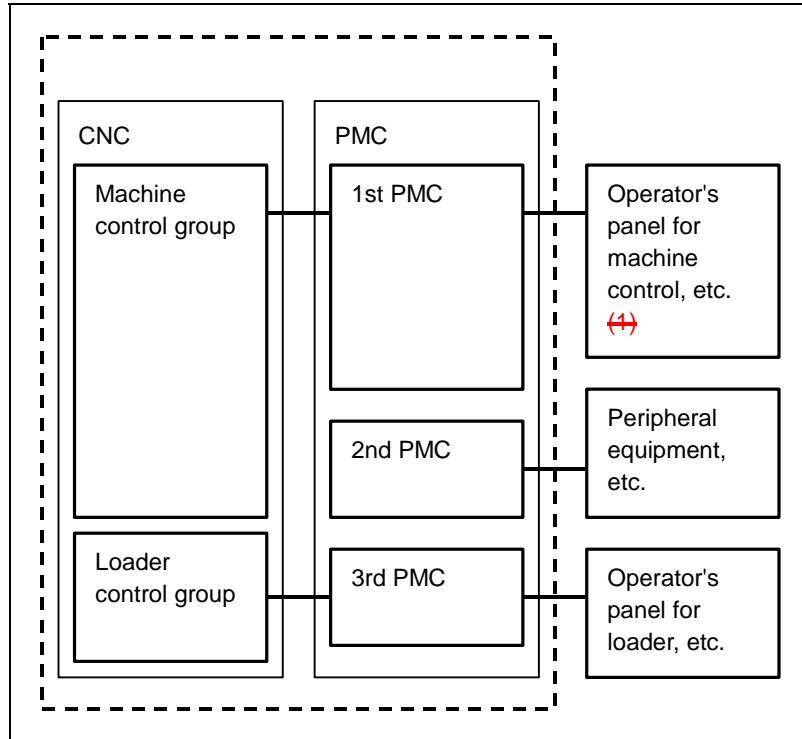 CNC
Machine
control group
Loader
control group
PMC
1st PMC
2nd PMC
3rd PMC
Operator's
panel for
machine
control, etc.
(1)
Peripheral
equipment,
etc.
Operator's
panel for
loader, etc.